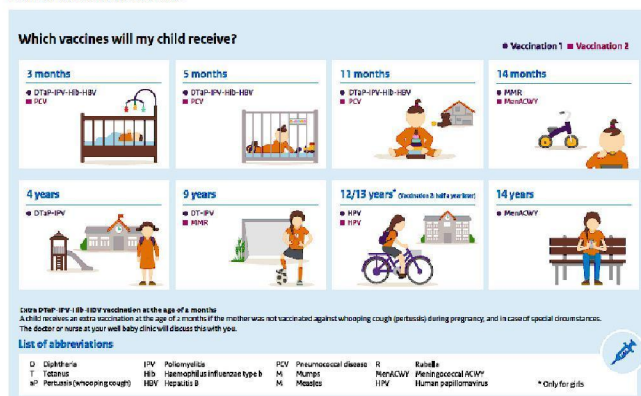 Which vaccines will my child receive?
Vaccination 1 Vaccination 2
3 months
DTaP-IPV-Hib-HBV
PCV
5 months
DTaP-IPV-Hib-HBV
PCV
11 months
DTaP-IPV-Hib-HBV
PCV
14 months
MMR
MenACWY
4 years
DTaP-IPV
9 years
DT-IPV
MMR
12/13 years* (Vaccination 2: half a year later)
HPV
HPV
14 years
MenACWY
Extra DTaP-IPV-Hib-HBV vaccination at the age of 2 months
A child receives an extra vaccination at the age of 2 months if the mother was not vaccinated against whooping cough (pertussis) during pregnancy, and in case of special circumstances.
The doctor or nurse at your well baby clinic will discuss this with you.
List of abbreviations
D Diphtheria IPV Poliomyelitis PCV Pneumococcal disease R Rubella
T Tetanus Hib Haemophilus influenzae type b M Mumps MenACWY Meningococcal ACWY
aP Pertussis (whooping cough) HBV Hepatitis B M Measles HPV Human papillomavirus * Only for girls